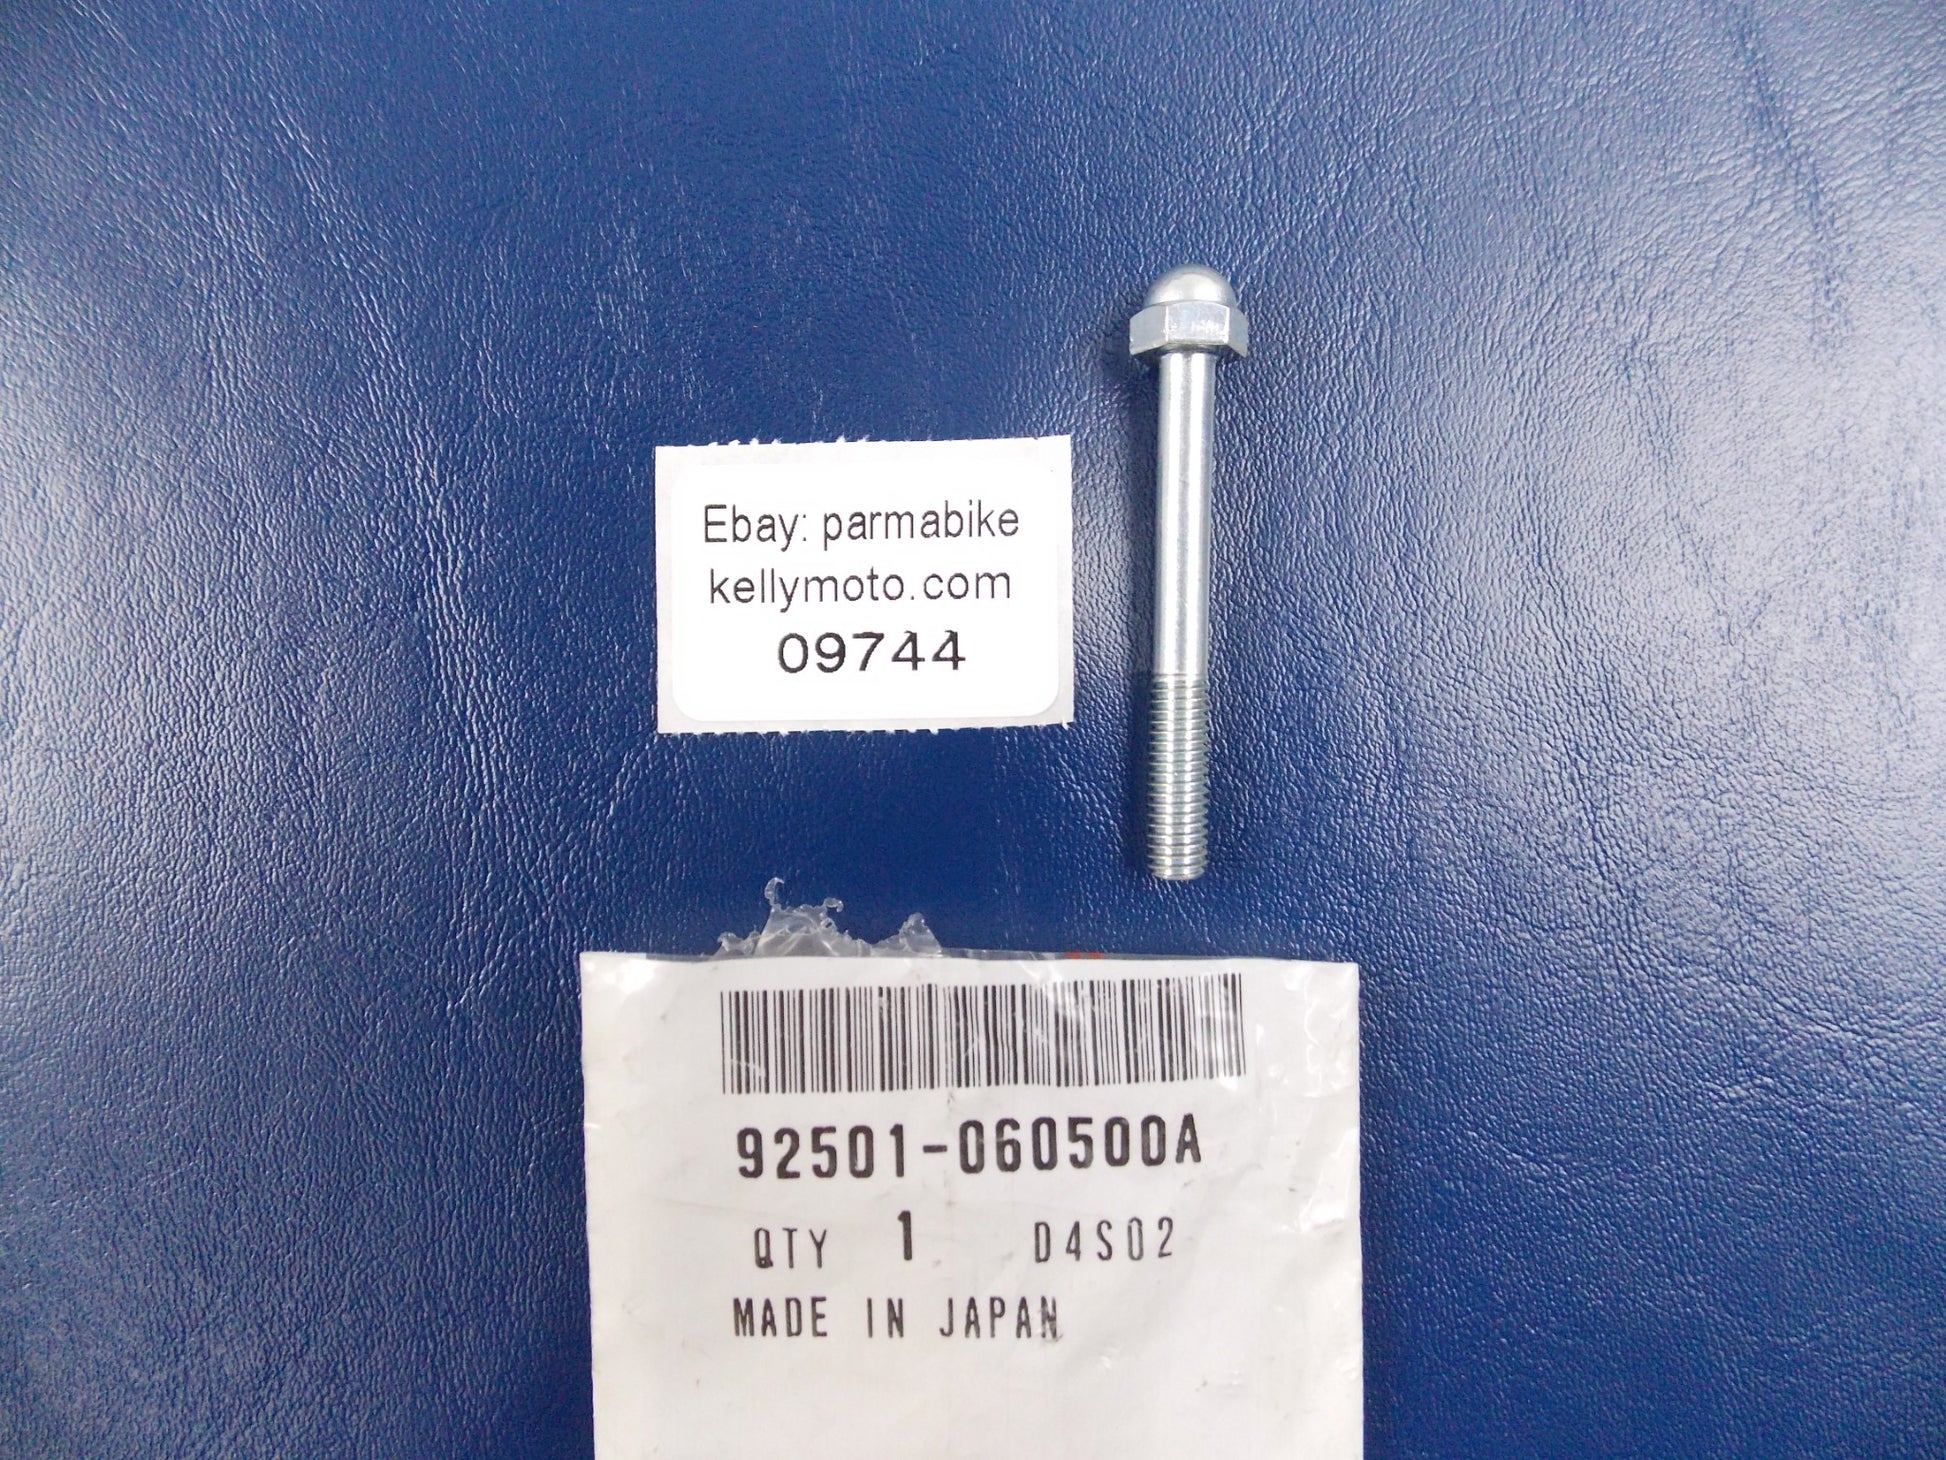 Ebay: parmabike
kellymoto.com
09744
92501-060500A
QTY 1 D4S02
MADE IN JAPAN